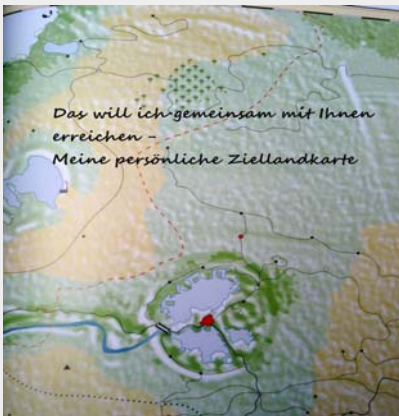 Das will ich gemeinsam mit Ihnen
erreichen -
Meine persönliche Ziellandkarte